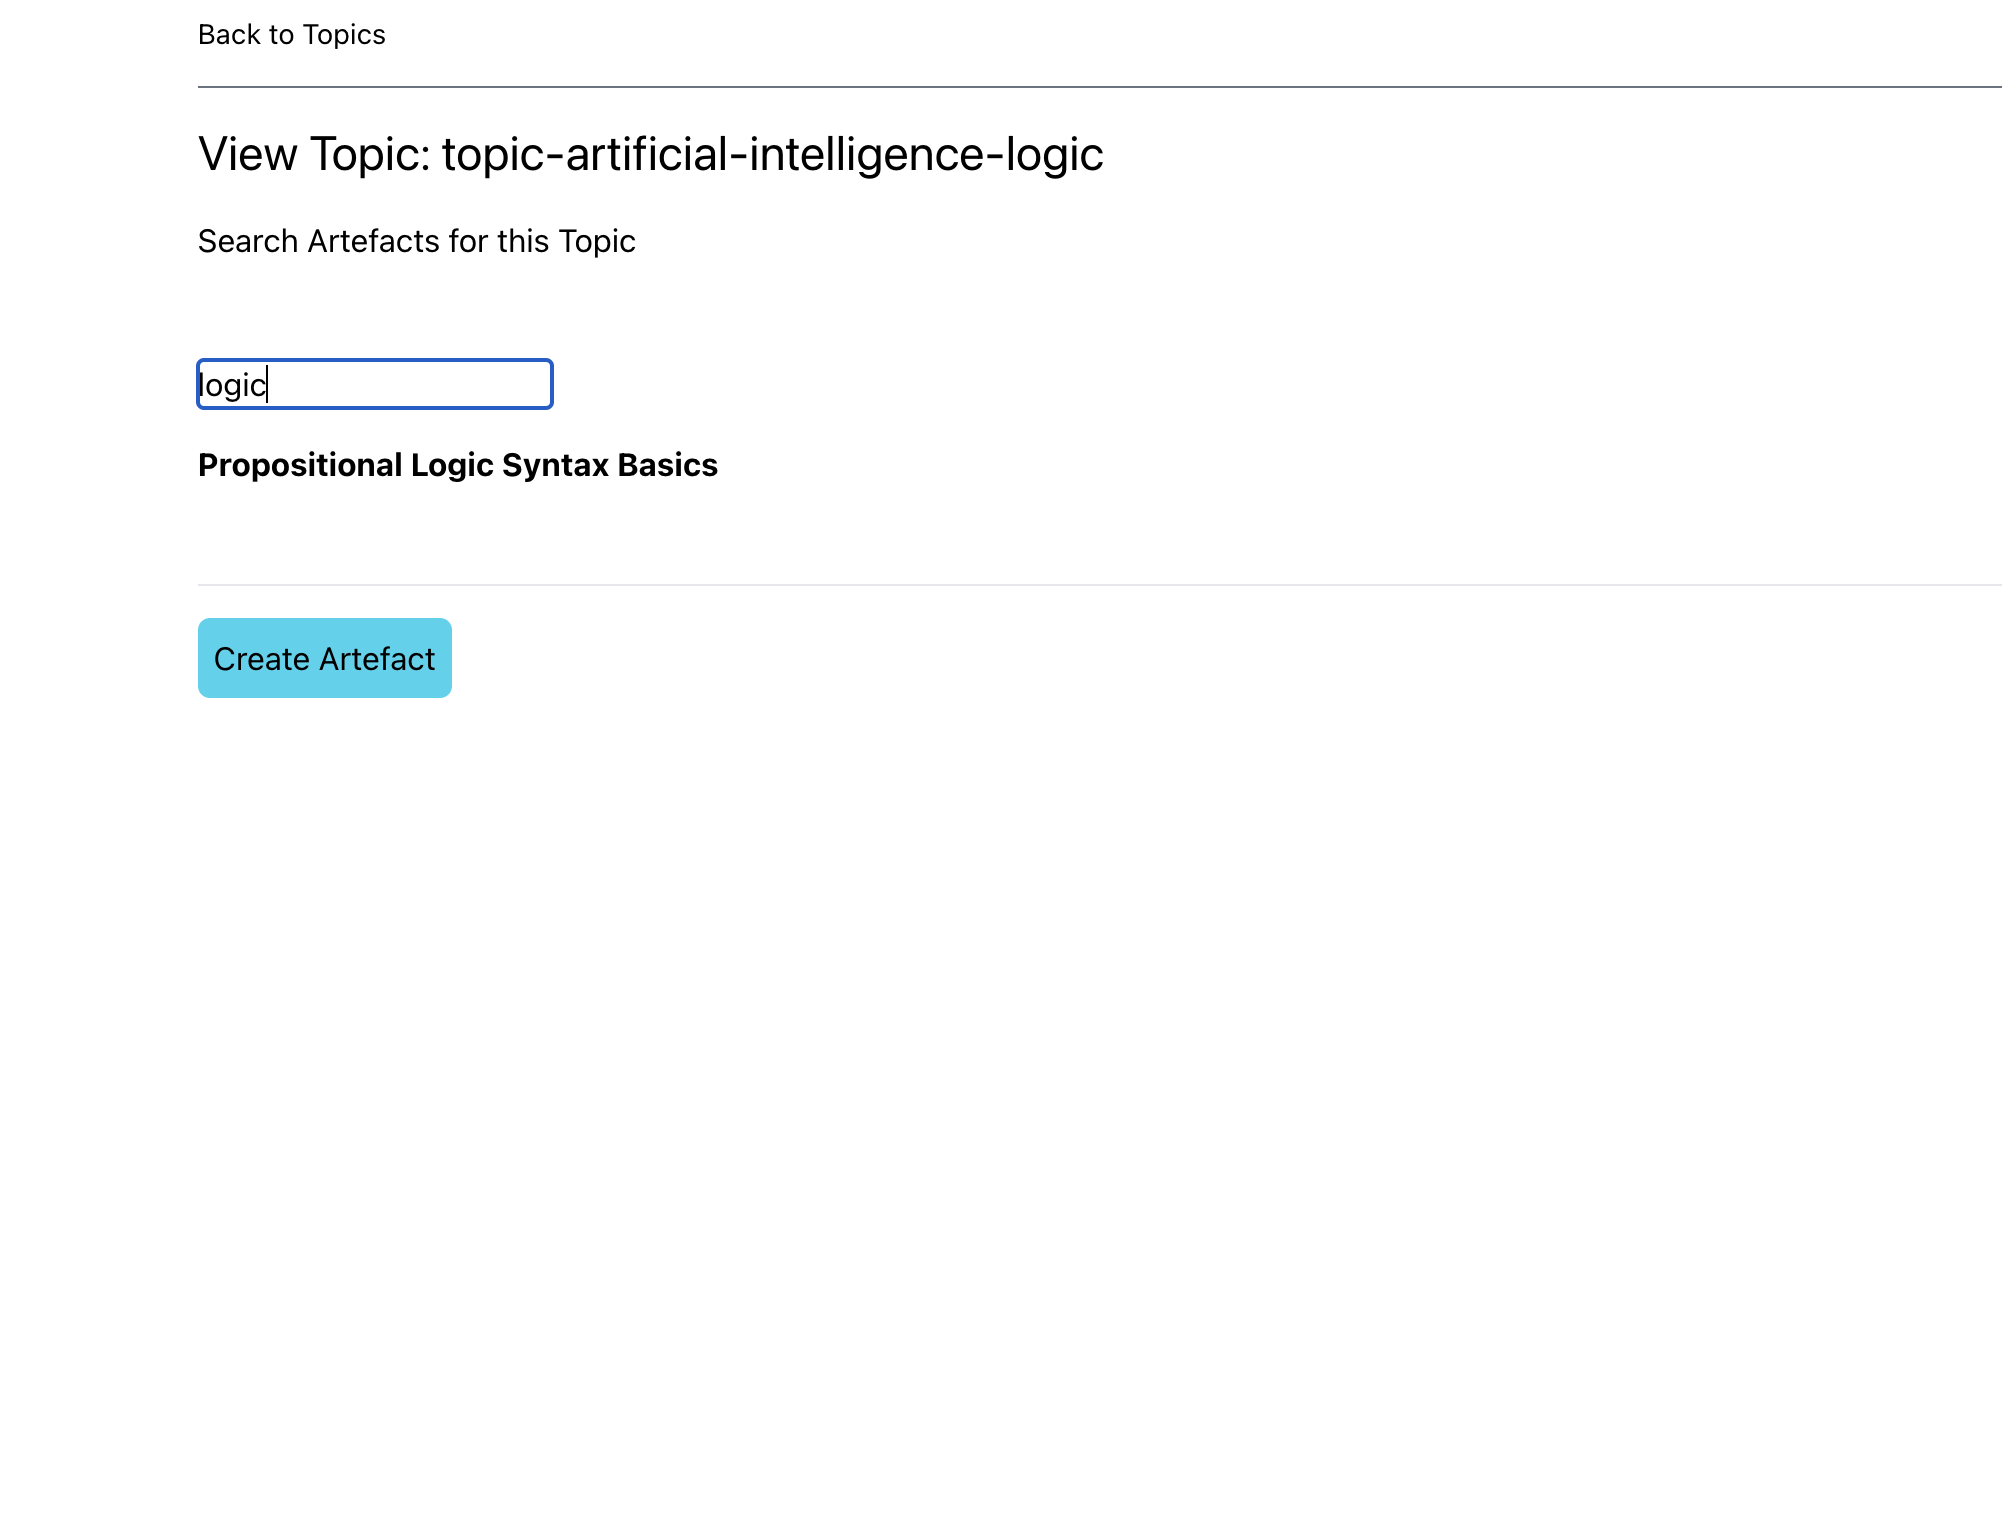 Back to Topics
View Topic: topic-artificial-intelligence-logic
Search Artefacts for this Topic
logic
Propositional Logic Syntax Basics
Create Artefact